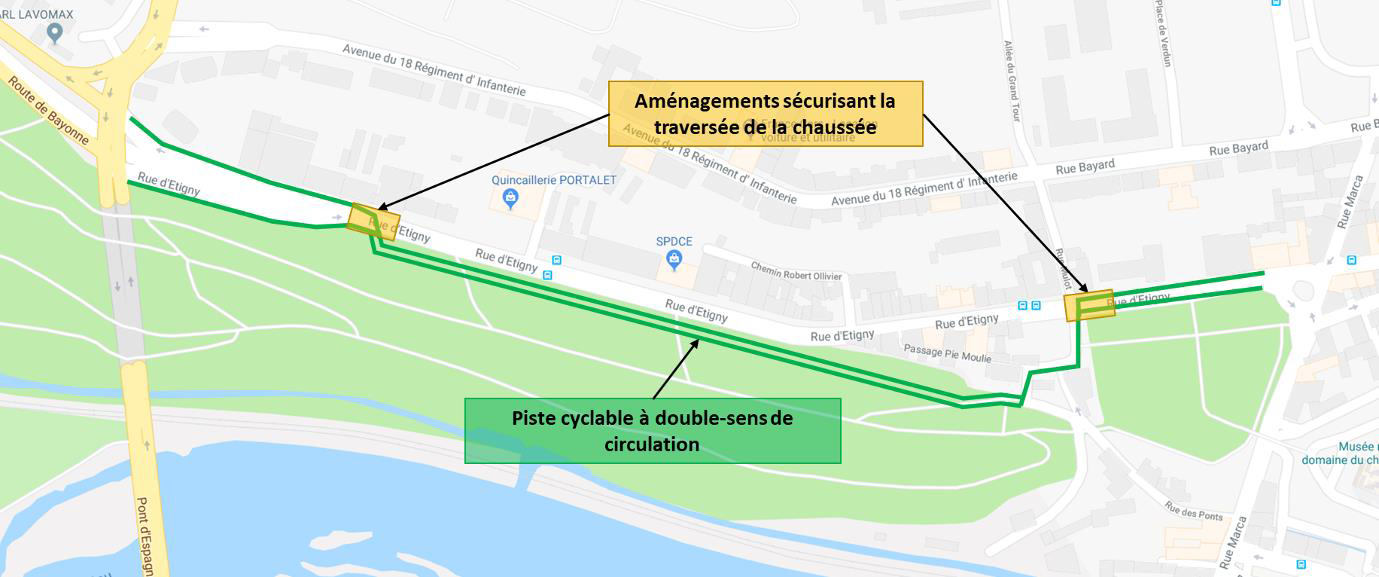 ARL LAVOMAX
Route de Bayonne
Avenue du 18 Régiment d' Infanterie
Aménagements sécurisant la
traversée de la chaussée
voiture et utilitaire
Avenue du 18 Régiment d' Infanterie
Avenue du 18 Régiment d' Infanterie
Allée du Grand Tour
Place de Verdun
Rue Bayard
Rue Bayard
Rue B
Rue Marca
Rue d'Etigny
Quincaillerie PORTALET
Rue d'Etigny
Rue d'Etigny
SPDCE
Chemin Robert Ollivier
Rue Mulot
Rue d'Etigny
Rue d'Etigny
Rue d'Etigny
Rue d'Etigny
Passage Pie Moulie
Piste cyclable à double-sens de
circulation
Musée
domaine du ch
Rue des Ponts
Rue Marca
Pont d'Espagn